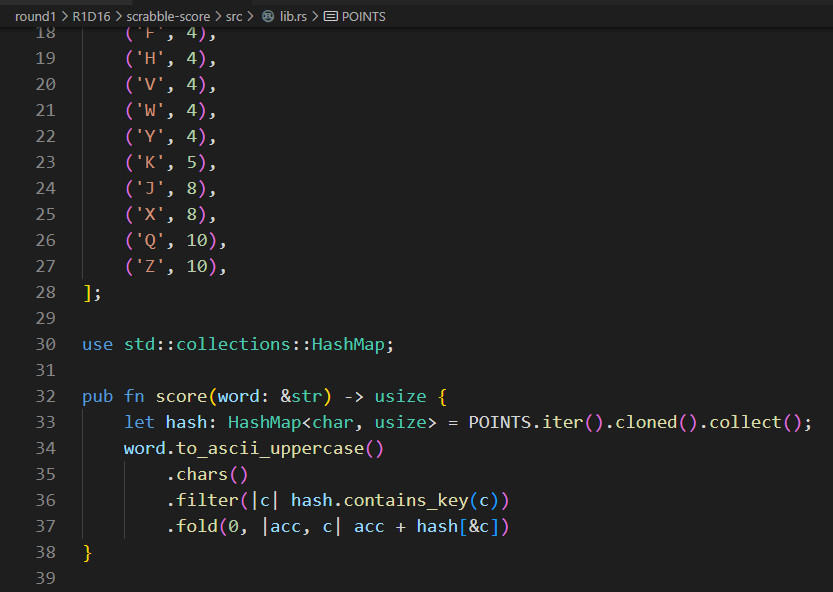 round1 > R1D16 > scrabble-score > src > lib.rs > POINTS
18 ('F', 4),
19 ('H', 4),
20 ('V', 4),
21 ('W', 4),
22 ('Y', 4),
23 ('K', 5),
24 ('J', 8),
25 ('X', 8),
26 ('Q', 10),
27 ('Z', 10),
28 ];
29
30 use std::collections::HashMap;
31
32 pub fn score(word: &str) -> usize {
33 let hash: HashMap<char, usize> = POINTS.iter().cloned().collect();
34 word.to_ascii_uppercase()
35 .chars()
36 .filter(|c| hash.contains_key(c))
37 .fold(0, |acc, c| acc + hash[&c])
38 }
39